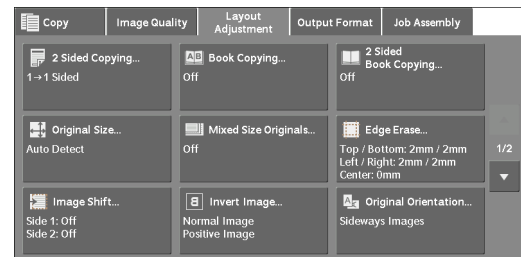 Copy
Image Quality
Layout
Adjustment
Output Format
Job Assembly
2 Sided Copying...
1→1 Sided
Book Copying...
Off
2 Sided
Book Copying...
Off
Original Size...
Auto Detect
Mixed Size Originals...
Off
Edge Erase...
Top / Bottom: 2mm / 2mm
Left / Right: 2mm / 2mm
Center: 0mm
1/2
Image Shift...
Side 1: Off
Side 2: Off
Invert Image...
Normal Image
Positive Image
Original Orientation...
Sideways Images